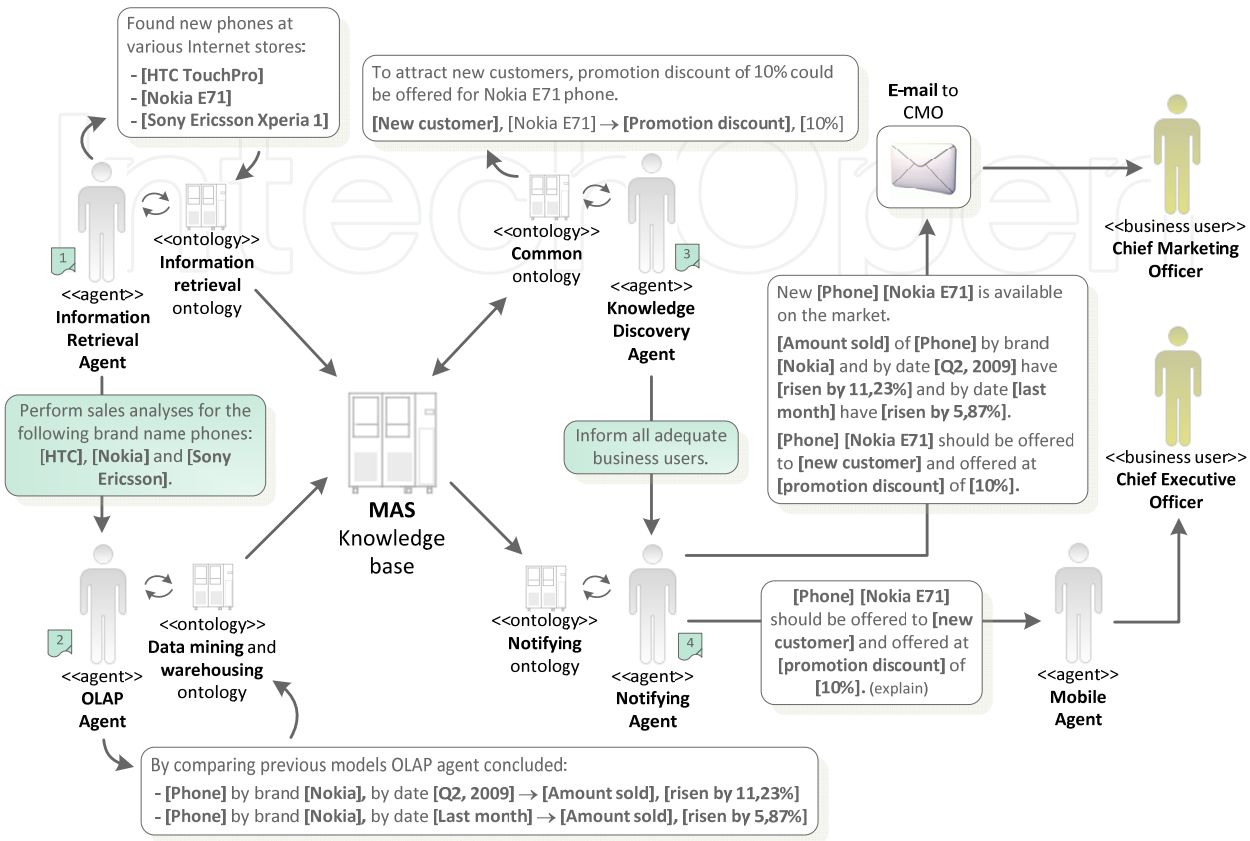 Found new phones at
various Internet stores:
- [HTC TouchPro]
- [Nokia E71]
- [Sony Ericsson Xperia 1]
To attract new customers, promotion discount of 10% could
be offered for Nokia E71 phone.
[New customer], [Nokia E71] → [Promotion discount], [10%]
E-mail to
CMO
IntechOpen
1
<<agent>>
Information
Retrieval
Agent
<<ontology>>
Information
retrieval
ontology
<<ontology>>
Common
ontology
3
<<agent>>
Knowledge
Discovery
Agent
<<business user>>
Chief Marketing
Officer
New [Phone] [Nokia E71] is available
on the market.
[Amount sold] of [Phone] by brand
[Nokia] and by date [Q2, 2009] have
[risen by 11,23%] and by date [last
month] have [risen by 5,87%].
[Phone] [Nokia E71] should be offered
to [new customer] and offered at
[promotion discount] of [10%].
Perform sales analyses for the
following brand name phones:
[HTC], [Nokia] and [Sony
Ericsson].
Inform all adequate
business users.
<<business user>>
Chief Executive
Officer
MAS
Knowledge
base
2
<<agent>>
OLAP
Agent
<<ontology>>
Data mining and
warehousing
ontology
<<ontology>>
Notifying
ontology
4
<<agent>>
Notifying
Agent
[Phone] [Nokia E71]
should be offered to [new
customer] and offered at
[promotion discount] of
[10%]. (explain)
<<agent>>
Mobile
Agent
By comparing previous models OLAP agent concluded:
- [Phone] by brand [Nokia], by date [Q2, 2009] → [Amount sold], [risen by 11,23%]
- [Phone] by brand [Nokia], by date [Last month] → [Amount sold], [risen by 5,87%]